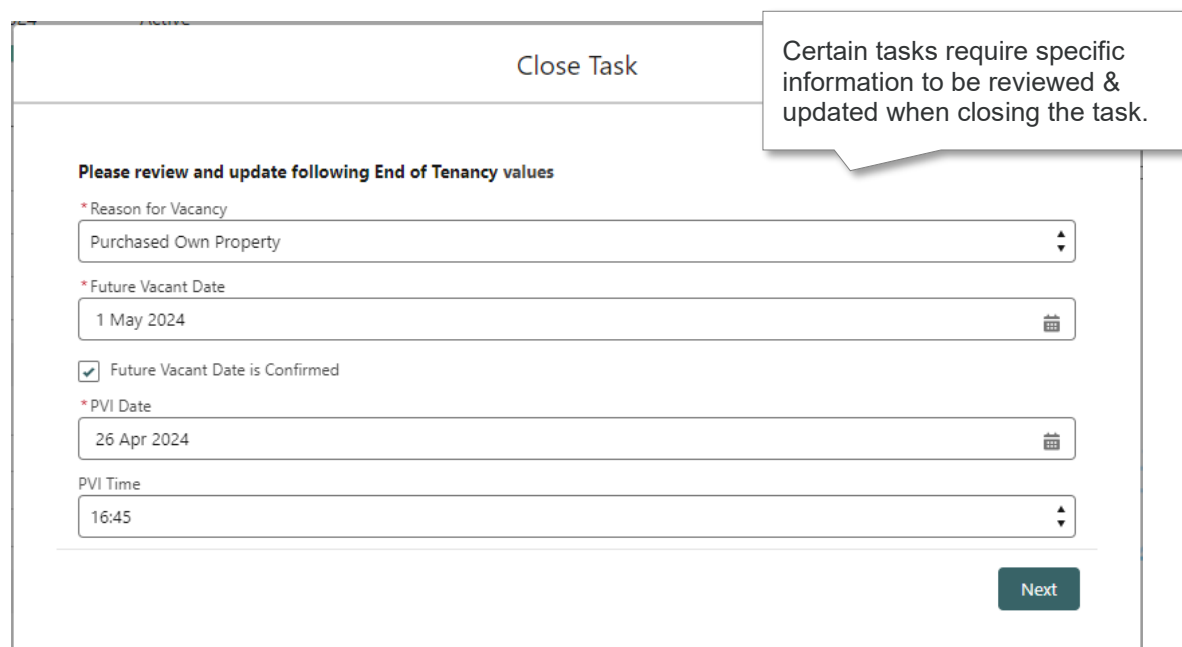 Close Task
Certain tasks require specific
information to be reviewed &
updated when closing the task.
Please review and update following End of Tenancy values
*Reason for Vacancy
Purchased Own Property
*Future Vacant Date
1 May 2024
Future Vacant Date is Confirmed
*PVI Date
26 Apr 2024
PVI Time
16:45
Next